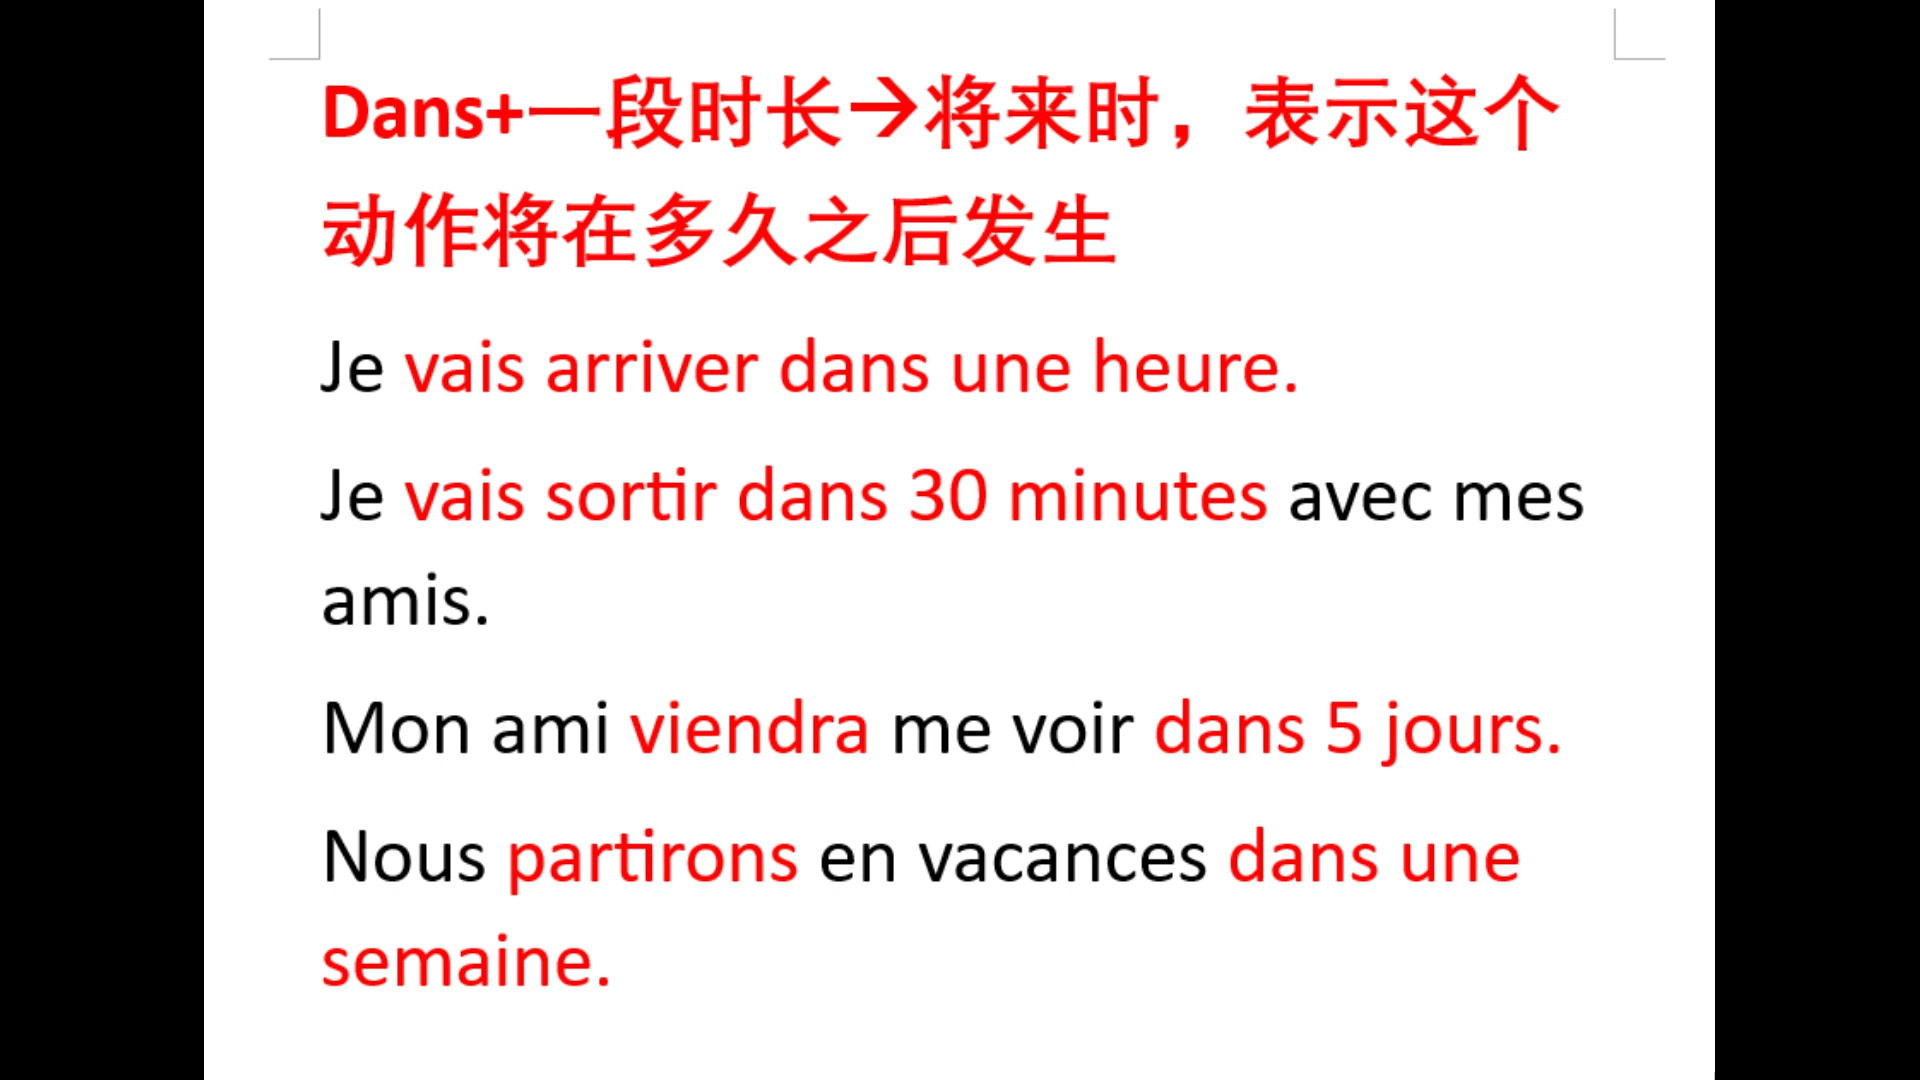 Dans+一段时长→将来时，表示这个
动作将在多久之后发生
Je vais arriver dans une heure.
Je vais sortir dans 30 minutes avec mes
amis.
Mon ami viendra me voir dans 5 jours.
Nous partirons en vacances dans une
semaine.